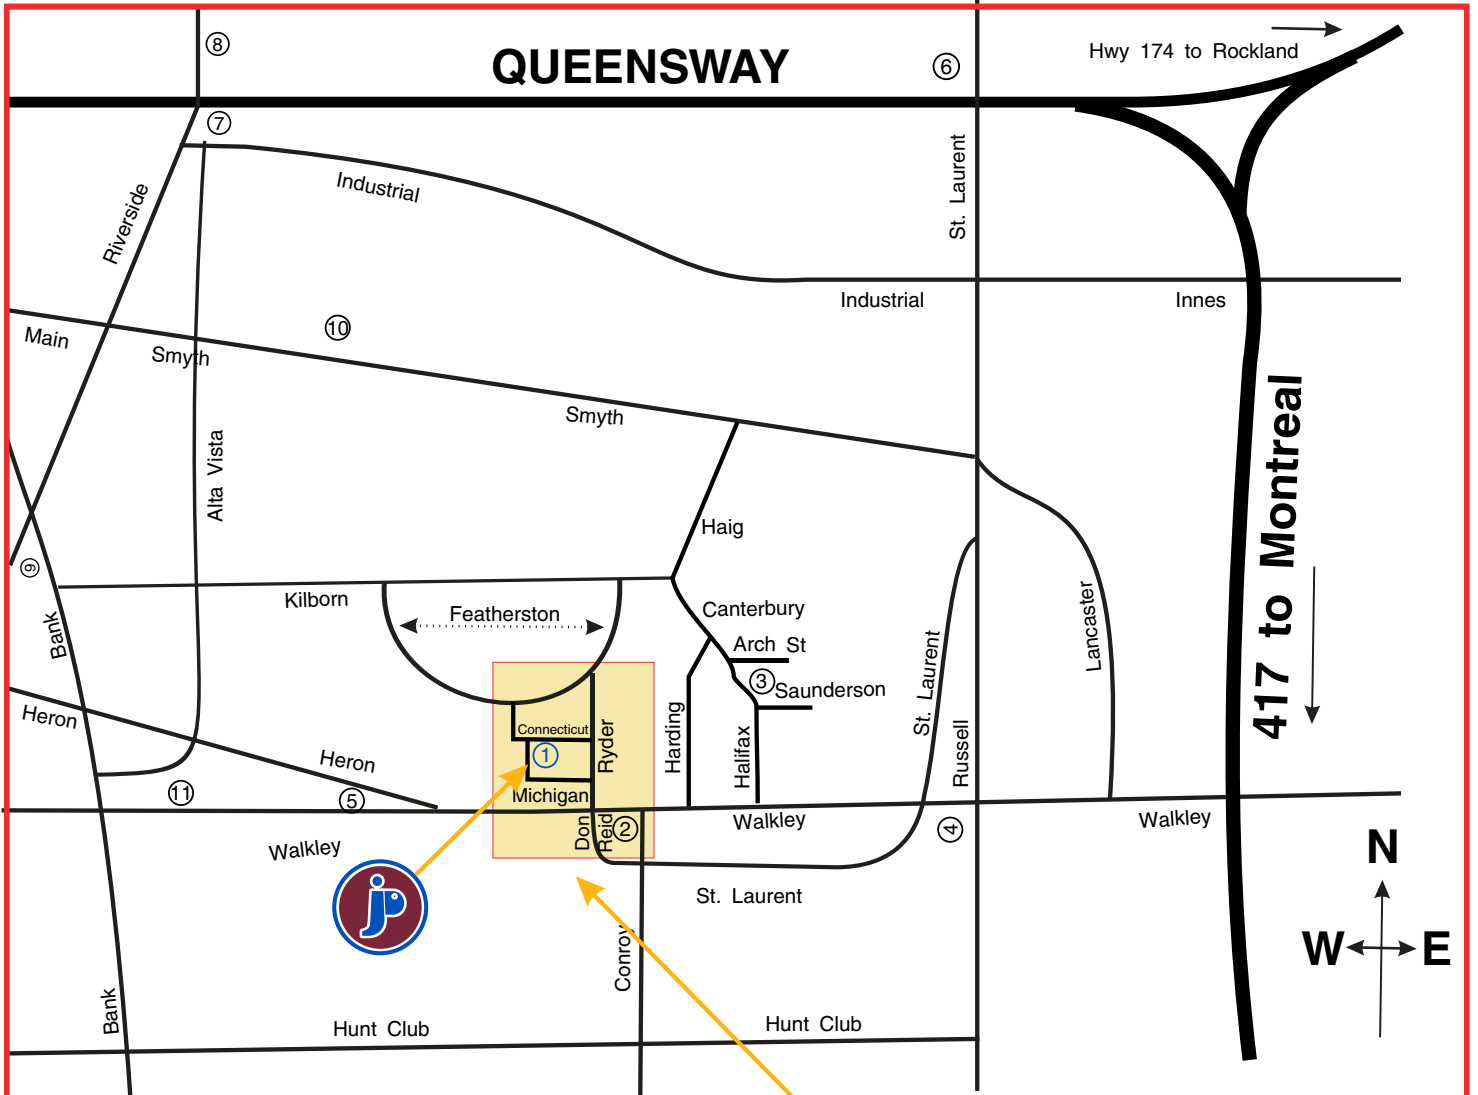 8
QUEENSWAY
6
Hwy 174 to Rockland
7
Industrial
Riverside
St. Laurent
Industrial
Innes
10
Main
Smyth
Smyth
417 to Montreal
Alta Vista
Haig
9
Kilborn
Featherston
Canterbury
Bank
Arch St
Lancaster
3
Saunderson
St. Laurent
Heron
Connecticut
Ryder
Harding
Halifax
Russell
1
Heron
11
5
Michigan
Don
Reid
2
Walkley
4
Walkley
Walkley
N
jP
St. Laurent
W
E
Conroy
Bank
Hunt Club
Hunt Club